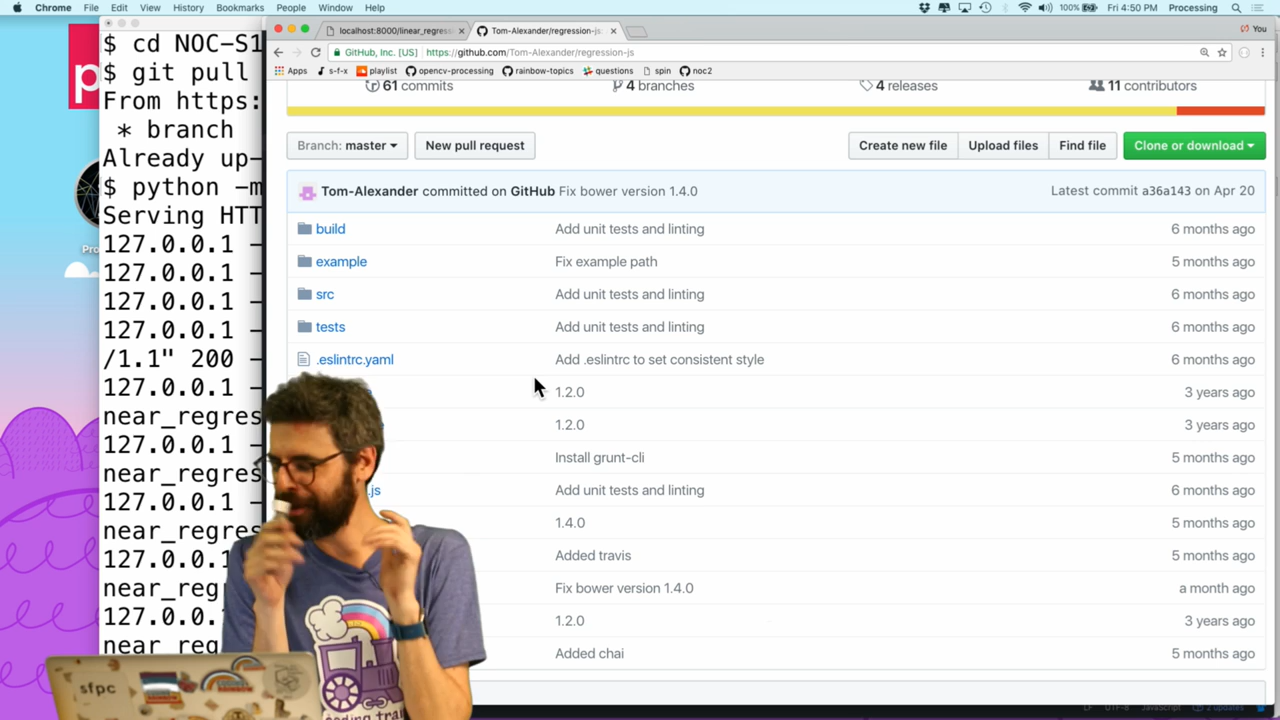 Chrome File Edit View History Bookmarks People Window Help 100% Fri 4:50 PM Processing
localhost:8000/linear_regress
Tom-Alexander/regression-js
You
GitHub, Inc. [US] https://github.com/Tom-Alexander/regression-js
Apps s-f-x playlist opencv-processing rainbow-topics questions spin noc2
61 commits 4 branches 4 releases 11 contributors
Branch: master New pull request Create new file Upload files Find file Clone or download
Tom-Alexander committed on GitHub Fix bower version 1.4.0 Latest commit a36a143 on Apr 20
build Add unit tests and linting 6 months ago
example Fix example path 5 months ago
src Add unit tests and linting 6 months ago
tests Add unit tests and linting 6 months ago
.eslintrc.yaml Add .eslintrc to set consistent style 6 months ago
1.2.0 3 years ago
1.2.0 3 years ago
Install grunt-cli 5 months ago
.js Add unit tests and linting 6 months ago
1.4.0 5 months ago
Added travis 5 months ago
Fix bower version 1.4.0 a month ago
1.2.0 3 years ago
Added chai 5 months ago
LF UTF-8 JavaScript 2 updates
$ cd NOC-S1
$ git pull
From https:
* branch
Already up-
$ python -m
Serving HTT
127.0.0.1 —
127.0.0.1 —
127.0.0.1 —
127.0.0.1 —
/1.1" 200 —
127.0.0.1 —
near_regres
127.0.0.1 —
near_regres
127.0.0.1 —
near_regres
127.0.0.1
near_reg
127.0.0.
near_reg
sfpc
coding train